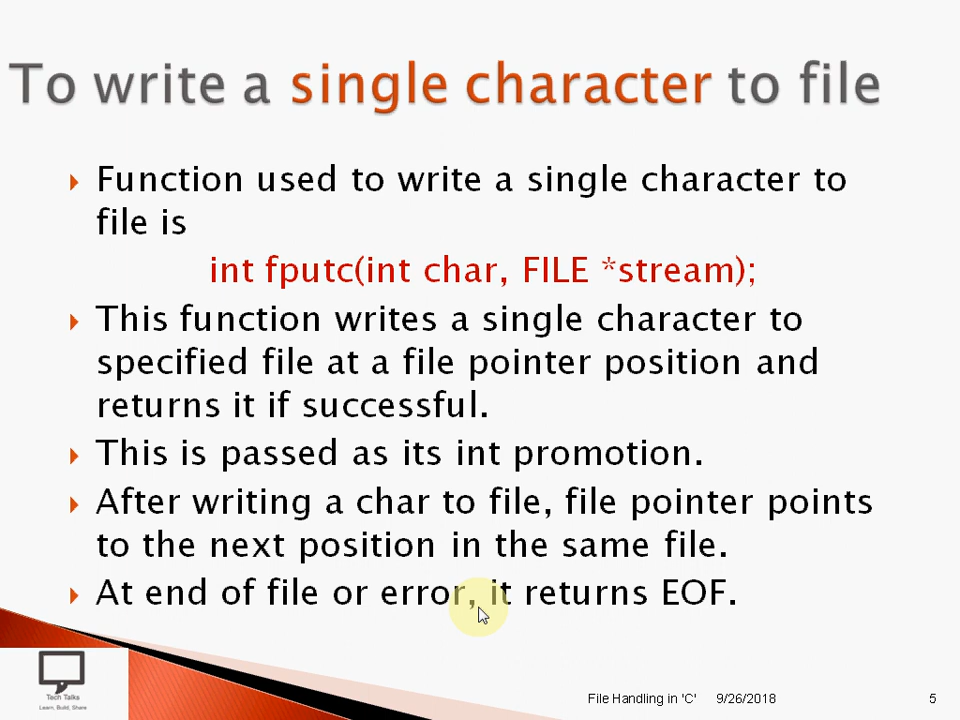 To write a single character to file
Function used to write a single character to
file is
int fputc(int char, FILE *stream);
This function writes a single character to
specified file at a file pointer position and
returns it if successful.
This is passed as its int promotion.
After writing a char to file, file pointer points
to the next position in the same file.
At end of file or error, it returns EOF.
Tech Talks
Learn, Build, Share
File Handling in 'C' 9/26/2018 5